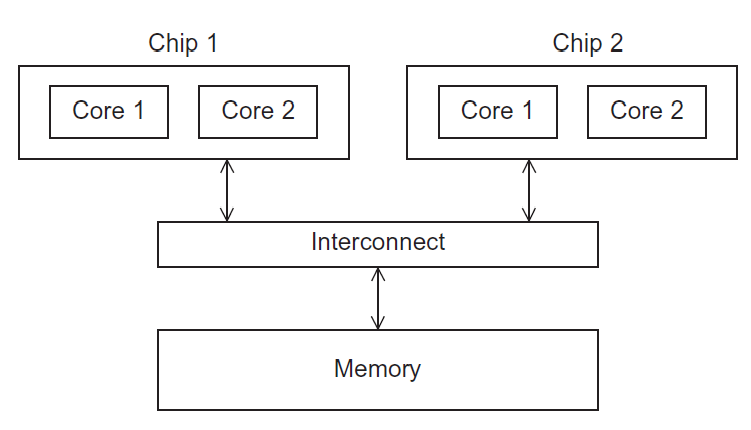 Chip 1
Chip 2
Core 1
Core 2
Core 1
Core 2
Interconnect
Memory